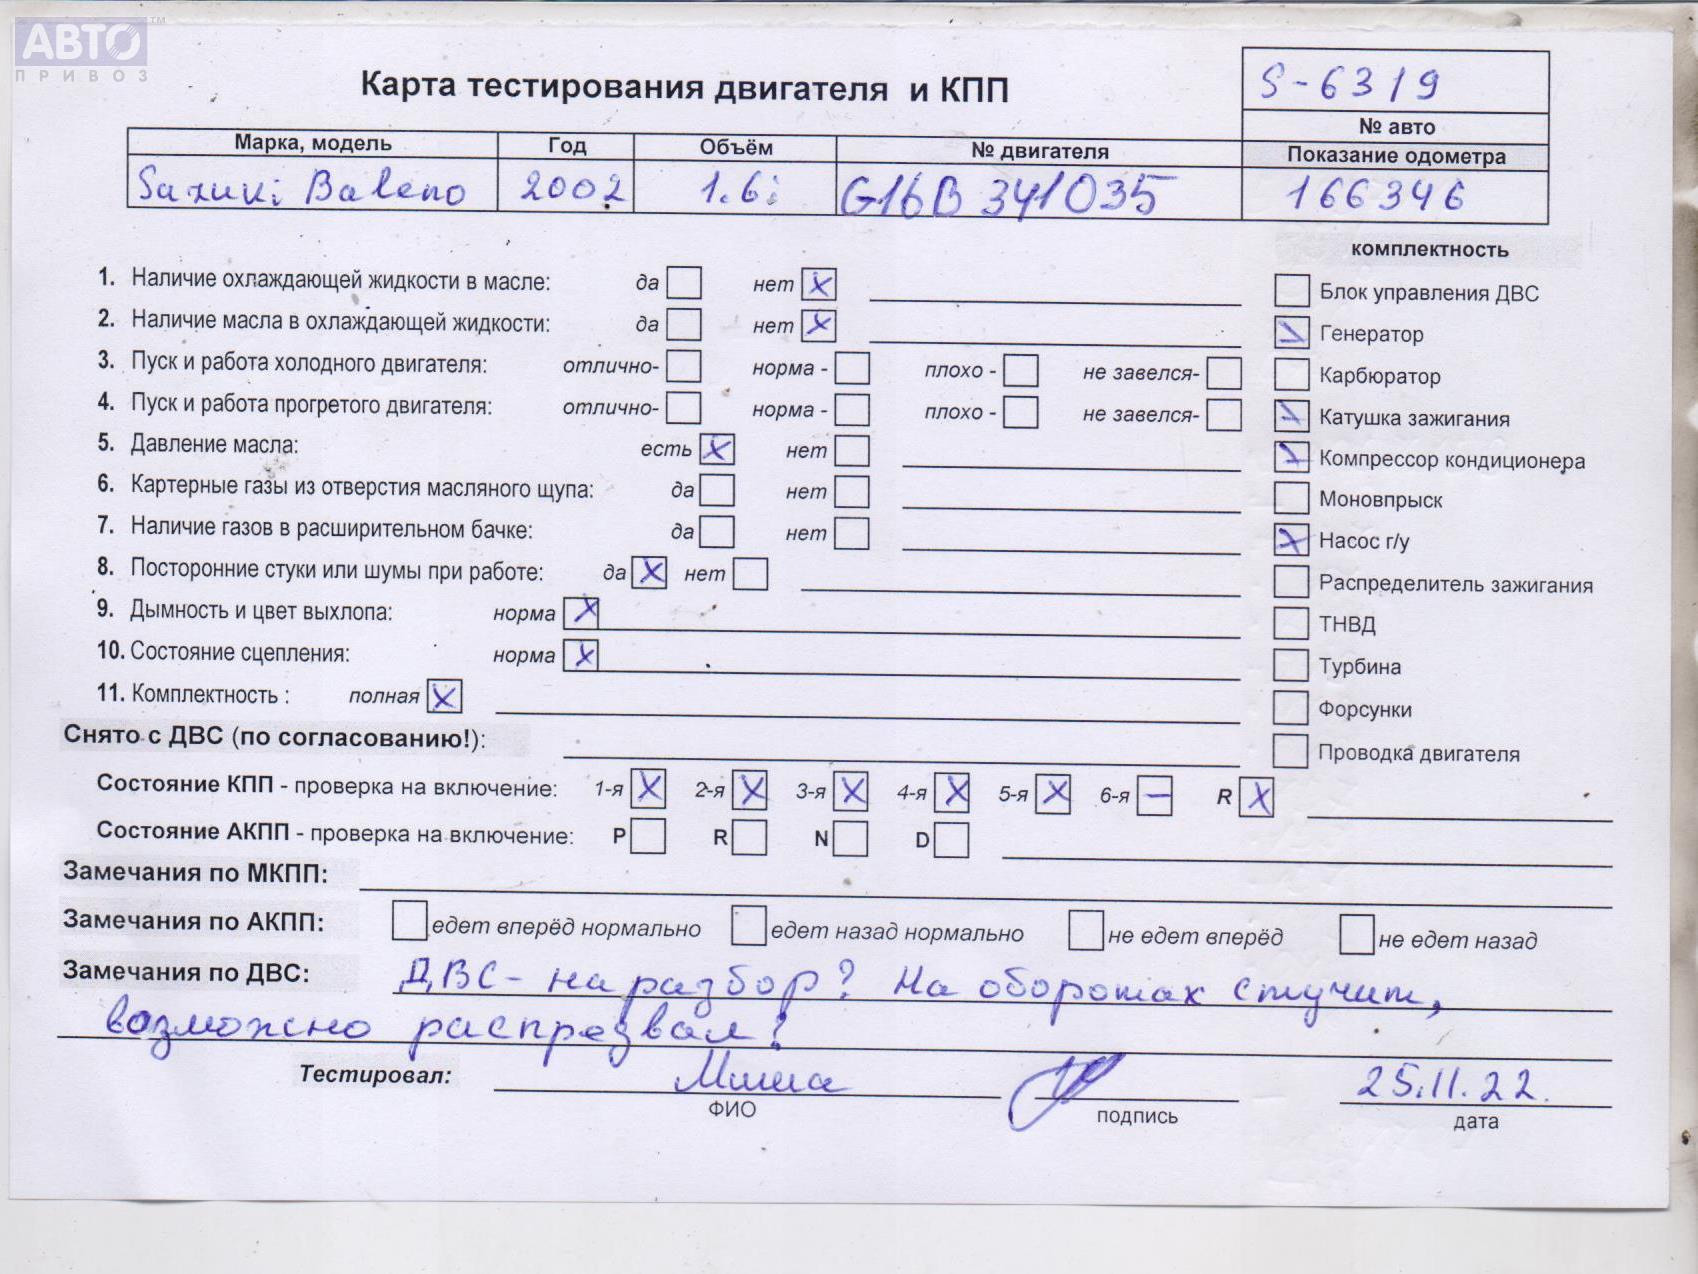 АВТО ™
ПРИВОЗ
Карта тестирования двигателя и КПП
S-6319
№ авто
Марка, модель Год Объём № двигателя Показание одометра
Sazuki Baleno 2002 1.6i G16B 341035 166346
комплектность
1. Наличие охлаждающей жидкости в масле: да нет X
Блок управления ДВС
2. Наличие масла в охлаждающей жидкости: да нет X
Генератор
3. Пуск и работа холодного двигателя: отлично- норма - плохо - не завелся-
Карбюратор
4. Пуск и работа прогретого двигателя: отлично- норма - плохо - не завелся-
Катушка зажигания
5. Давление масла: есть X нет
Компрессор кондиционера
6. Картерные газы из отверстия масляного щупа: да нет
Моновпрыск
7. Наличие газов в расширительном бачке: да нет
Насос г/у
8. Посторонние стуки или шумы при работе: да X нет
Распределитель зажигания
9. Дымность и цвет выхлопа: норма X
ТНВД
10. Состояние сцепления: норма X
Турбина
11. Комплектность : полная X
Форсунки
Снято с ДВС (по согласованию!):
Проводка двигателя
Состояние КПП - проверка на включение: 1-я X 2-я X 3-я X 4-я X 5-я X 6-я – R X
Состояние АКПП - проверка на включение: P R N D
Замечания по МКПП:
Замечания по АКПП: едет вперёд нормально едет назад нормально не едет вперёд не едет назад
Замечания по ДВС: ДВС- на разбор? На оборотах стучит,
возможно распредвал?
Тестировал: Миша 25.11.22.
ФИО подпись дата